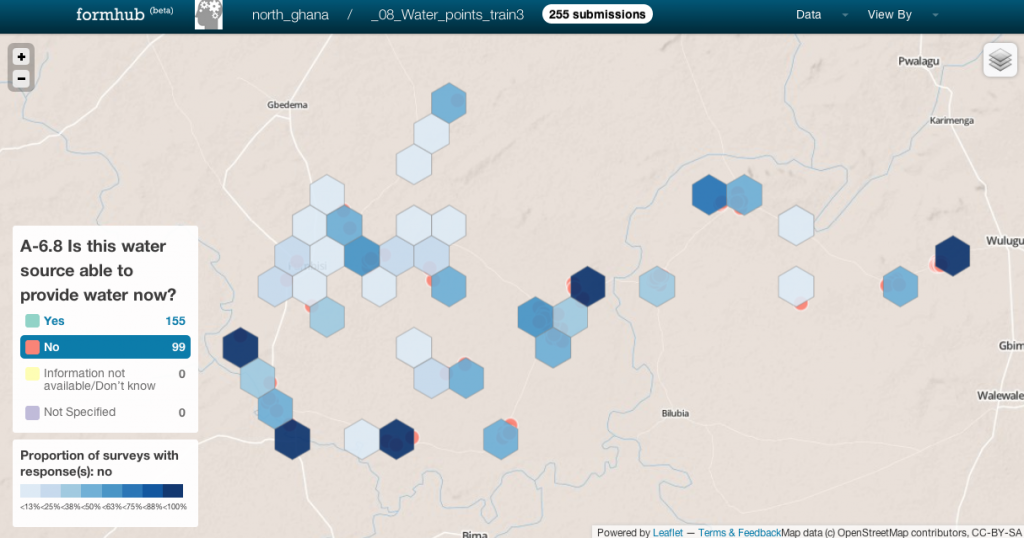 formhub (beta)
north_ghana / _08_Water_points_train3 255 submissions Data View By
+
−
Pwalagu
Gbedema
Karimenga
Wulugu
A-6.8 Is this water
source able to
provide water now?
Yes 155
No 99
Information not 0
available/Don't know
Not Specified 0
Gbim
Walewale
Bilubia
Proportion of surveys with
response(s): no
<13%<25%<38%<50% <63%<75%<88%<100%
Bima
Powered by Leaflet — Terms & FeedbackMap data (c) OpenStreetMap contributors, CC-BY-SA